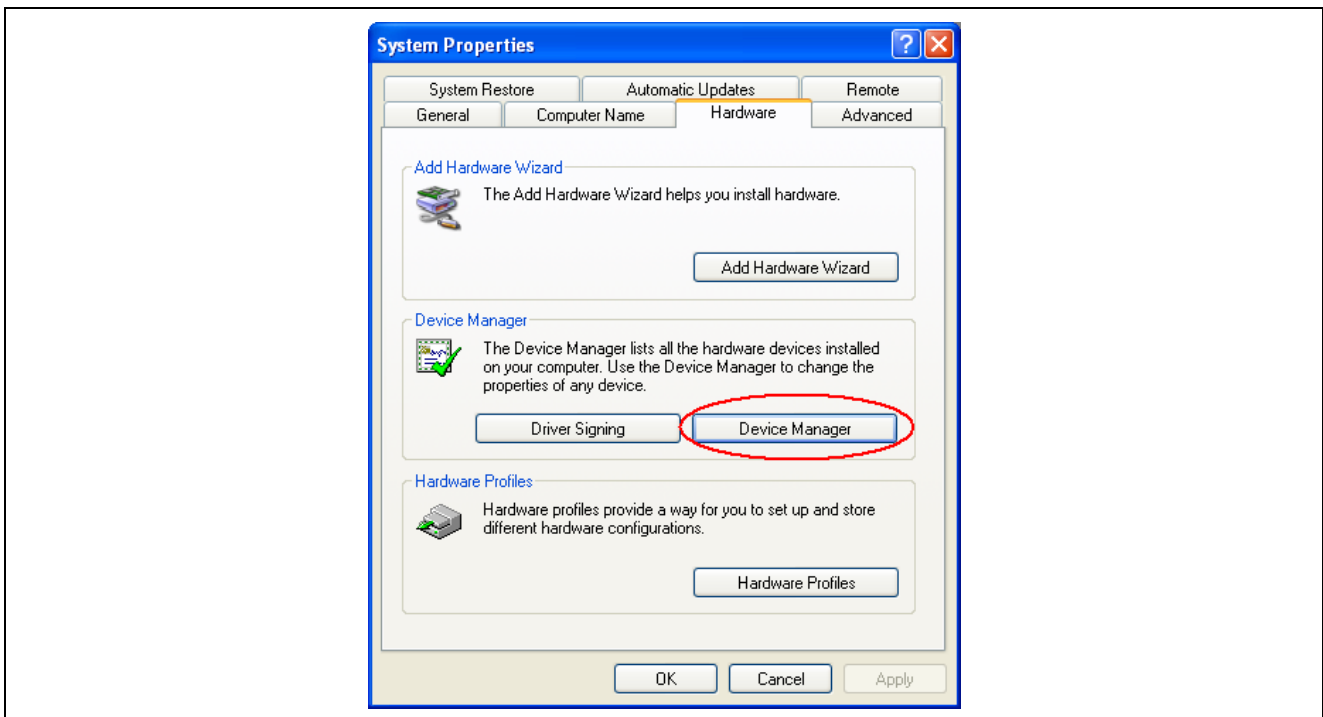 System Properties
System Restore Automatic Updates Remote
General Computer Name Hardware Advanced
Add Hardware Wizard
The Add Hardware Wizard helps you install hardware.
Add Hardware Wizard
Device Manager
The Device Manager lists all the hardware devices installed
on your computer. Use the Device Manager to change the
properties of any device.
Driver Signing Device Manager
Hardware Profiles
Hardware profiles provide a way for you to set up and store
different hardware configurations.
Hardware Profiles
OK Cancel Apply